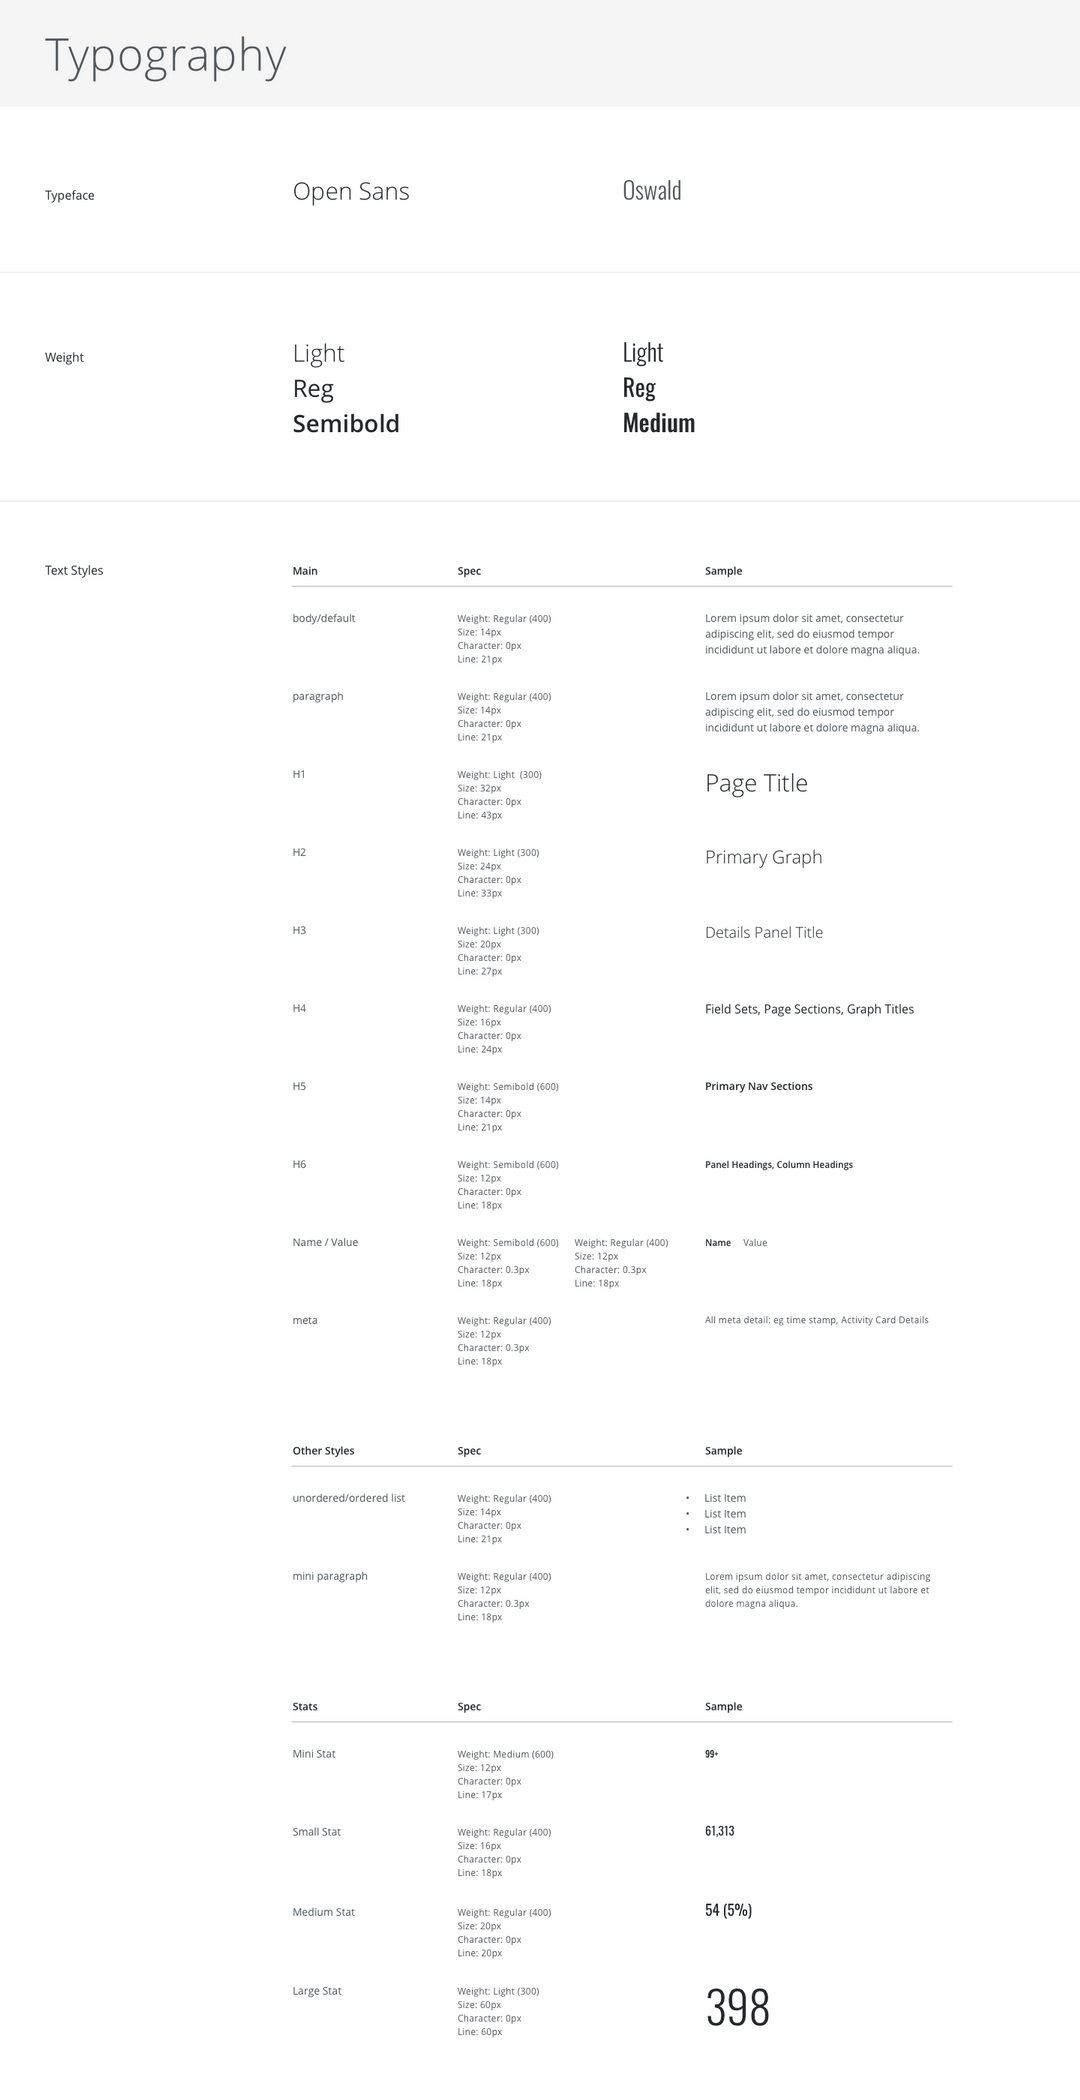 Typography
Typeface
Open Sans
Oswald
Weight
Light
Reg
Semibold
Light
Reg
Medium
Text Styles
Main Spec Sample
body/default
Weight: Regular (400)
Size: 14px
Character: 0px
Line: 21px
Lorem ipsum dolor sit amet, consectetur
adipiscing elit, sed do eiusmod tempor
incididunt ut labore et dolore magna aliqua.
paragraph
Weight: Regular (400)
Size: 14px
Character: 0px
Line: 21px
Lorem ipsum dolor sit amet, consectetur
adipiscing elit, sed do eiusmod tempor
incididunt ut labore et dolore magna aliqua.
H1
Weight: Light (300)
Size: 32px
Character: 0px
Line: 43px
Page Title
H2
Weight: Light (300)
Size: 24px
Character: 0px
Line: 33px
Primary Graph
H3
Weight: Light (300)
Size: 20px
Character: 0px
Line: 27px
Details Panel Title
H4
Weight: Regular (400)
Size: 16px
Character: 0px
Line: 24px
Field Sets, Page Sections, Graph Titles
H5
Weight: Semibold (600)
Size: 14px
Character: 0px
Line: 21px
Primary Nav Sections
H6
Weight: Semibold (600)
Size: 12px
Character: 0px
Line: 18px
Panel Headings, Column Headings
Name / Value
Weight: Semibold (600)
Size: 12px
Character: 0.3px
Line: 18px
Weight: Regular (400)
Size: 12px
Character: 0.3px
Line: 18px
Name Value
meta
Weight: Regular (400)
Size: 12px
Character: 0.3px
Line: 18px
All meta detail: eg time stamp, Activity Card Details
Other Styles Spec Sample
unordered/ordered list
Weight: Regular (400)
Size: 14px
Character: 0px
Line: 21px
• List Item
• List Item
• List Item
mini paragraph
Weight: Regular (400)
Size: 12px
Character: 0.3px
Line: 18px
Lorem ipsum dolor sit amet, consectetur adipiscing
elit, sed do eiusmod tempor incididunt ut labore et
dolore magna aliqua.
Stats Spec Sample
Mini Stat
Weight: Medium (600)
Size: 12px
Character: 0px
Line: 17px
99+
Small Stat
Weight: Regular (400)
Size: 16px
Character: 0px
Line: 18px
61,313
Medium Stat
Weight: Regular (400)
Size: 20px
Character: 0px
Line: 20px
54 (5%)
Large Stat
Weight: Light (300)
Size: 60px
Character: 0px
Line: 60px
398